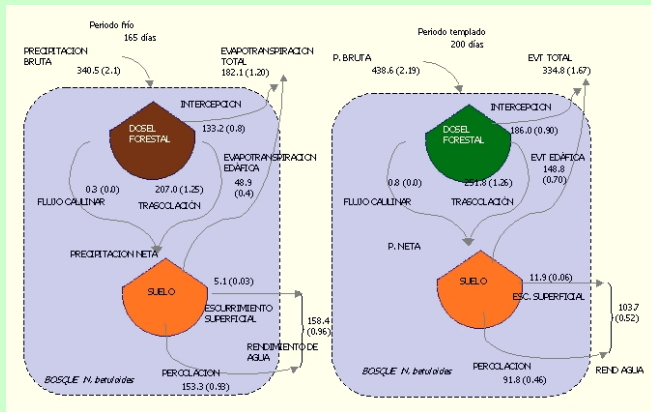 Periodo frío
165 días
PRECIPITACION
BRUTA
340.5 (2.1)
EVAPOTRANSPIRACION
TOTAL
182.1 (1.20)
INTERCEPCION
DOSEL
FORESTAL
133.2 (0.8)
EVAPOTRANSPIRACION
EDÁFICA
48.9
(0.4)
0.3 (0.0)
207.0 (1.25)
FLUJO CAULINAR
TRASCOLACIÓN
PRECIPITACION NETA
SUELO
5.1 (0.03)
ESCURRIMIENTO
SUPERFICIAL
158.4
(0.96)
RENDIMIENTO DE
AGUA
PERCOLACION
BOSQUE N. betuloides
153.3 (0.93)
Periodo templado
200 días
P. BRUTA
438.6 (2.19)
EVT TOTAL
334.8 (1.67)
INTERCEPCIÓN
DOSEL
FORESTAL
186.0 (0.90)
EVT EDÁFICA
148.8
(0.70)
0.8 (0.0)
251.8 (1.26)
FLUJO CAULINAR
TRASCOLACIÓN
P. NETA
SUELO
11.9 (0.06)
ESC. SUPERFICIAL
103.7
(0.52)
PERCOLACION
REND AGUA
91.8 (0.46)
BOSQUE N. betuloides